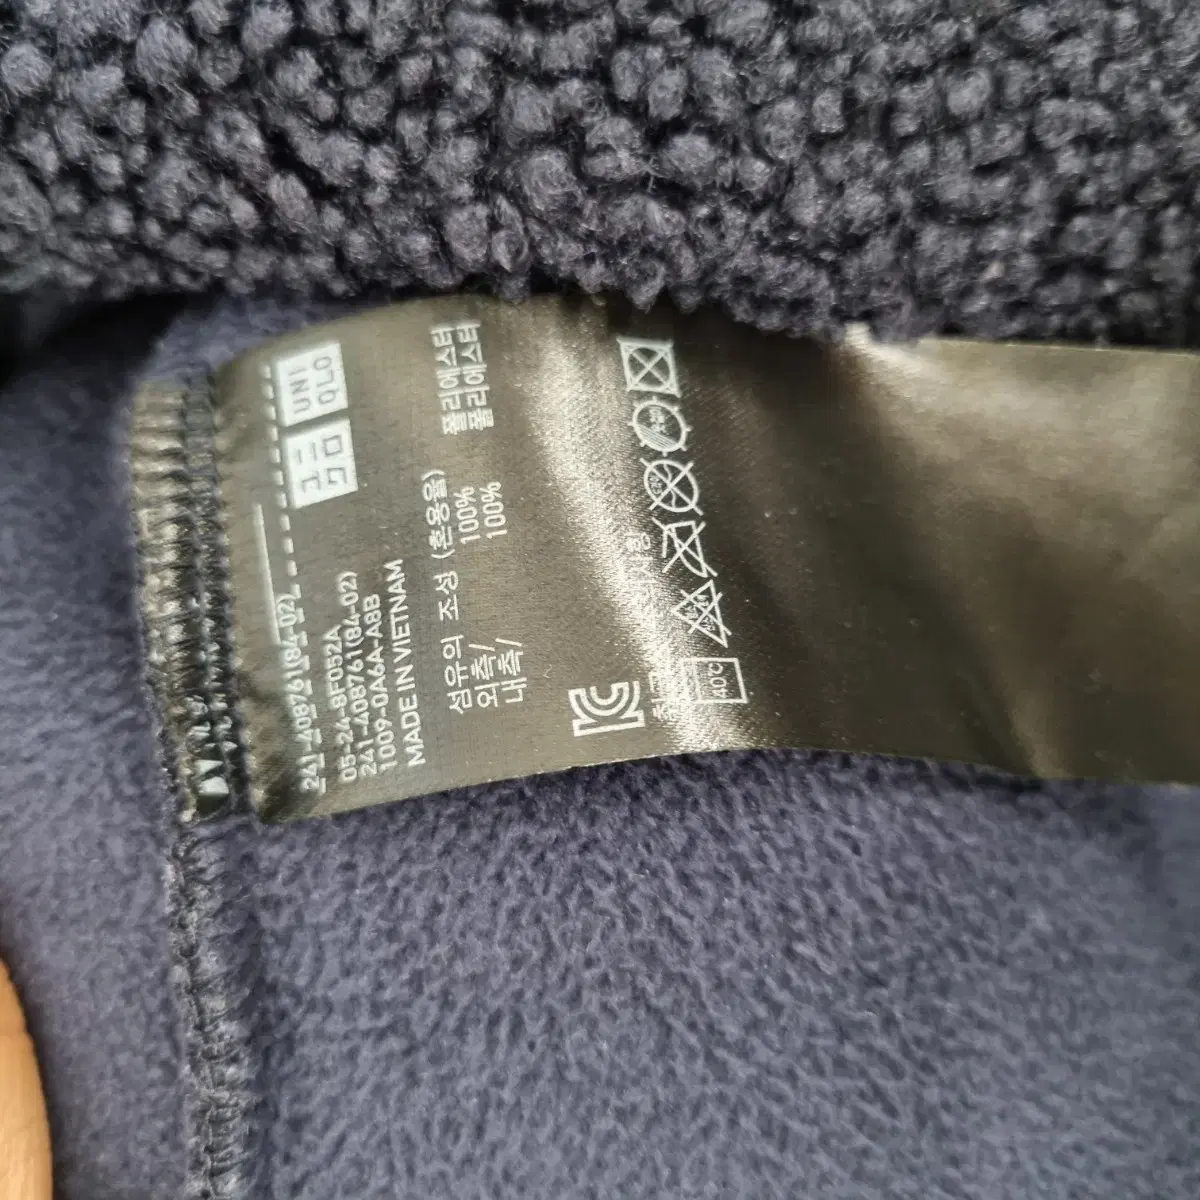 UNI
QLO
ユニ
クロ
241-408761(84-02)
05-24-8F052A
241-408761(84-02)
1009-0A6A-A8B
MADE IN VIETNAM
섬유의 조성 (혼용율)
외측/ 100% 폴리에스터
내측/ 100% 폴리에스터
40℃